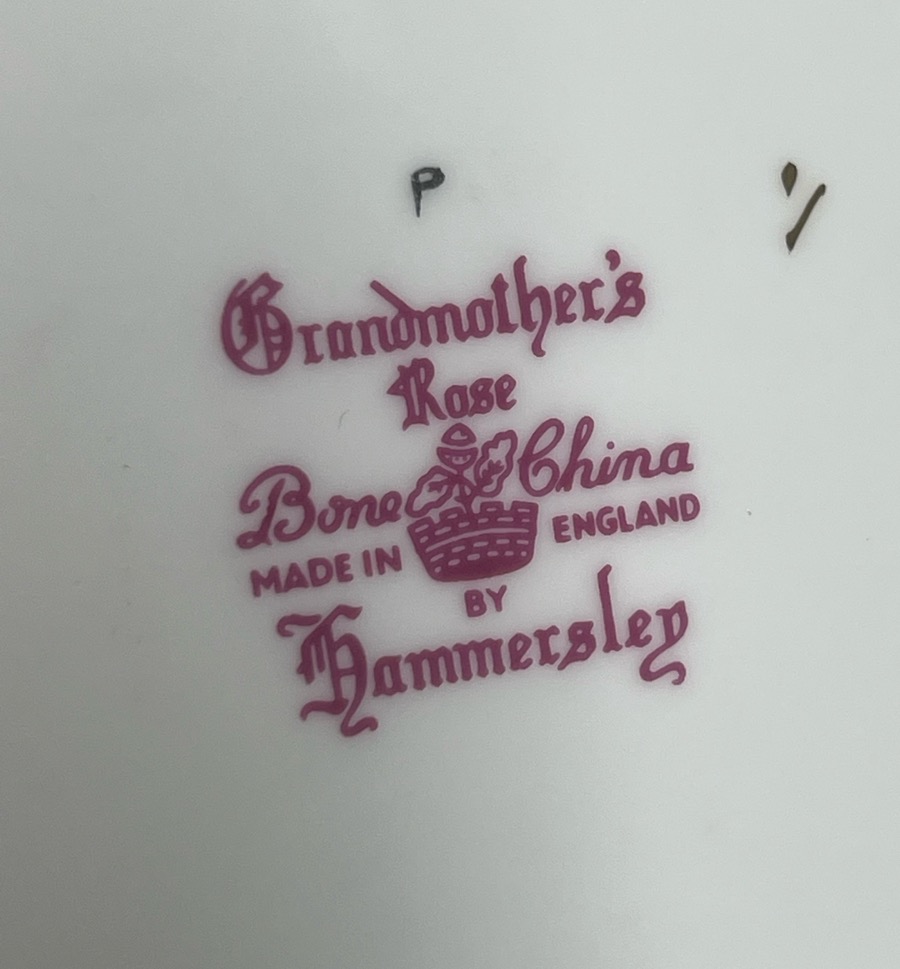 P
Grandmother's
Rose
Bone China
MADE IN ENGLAND
BY
Hammersley